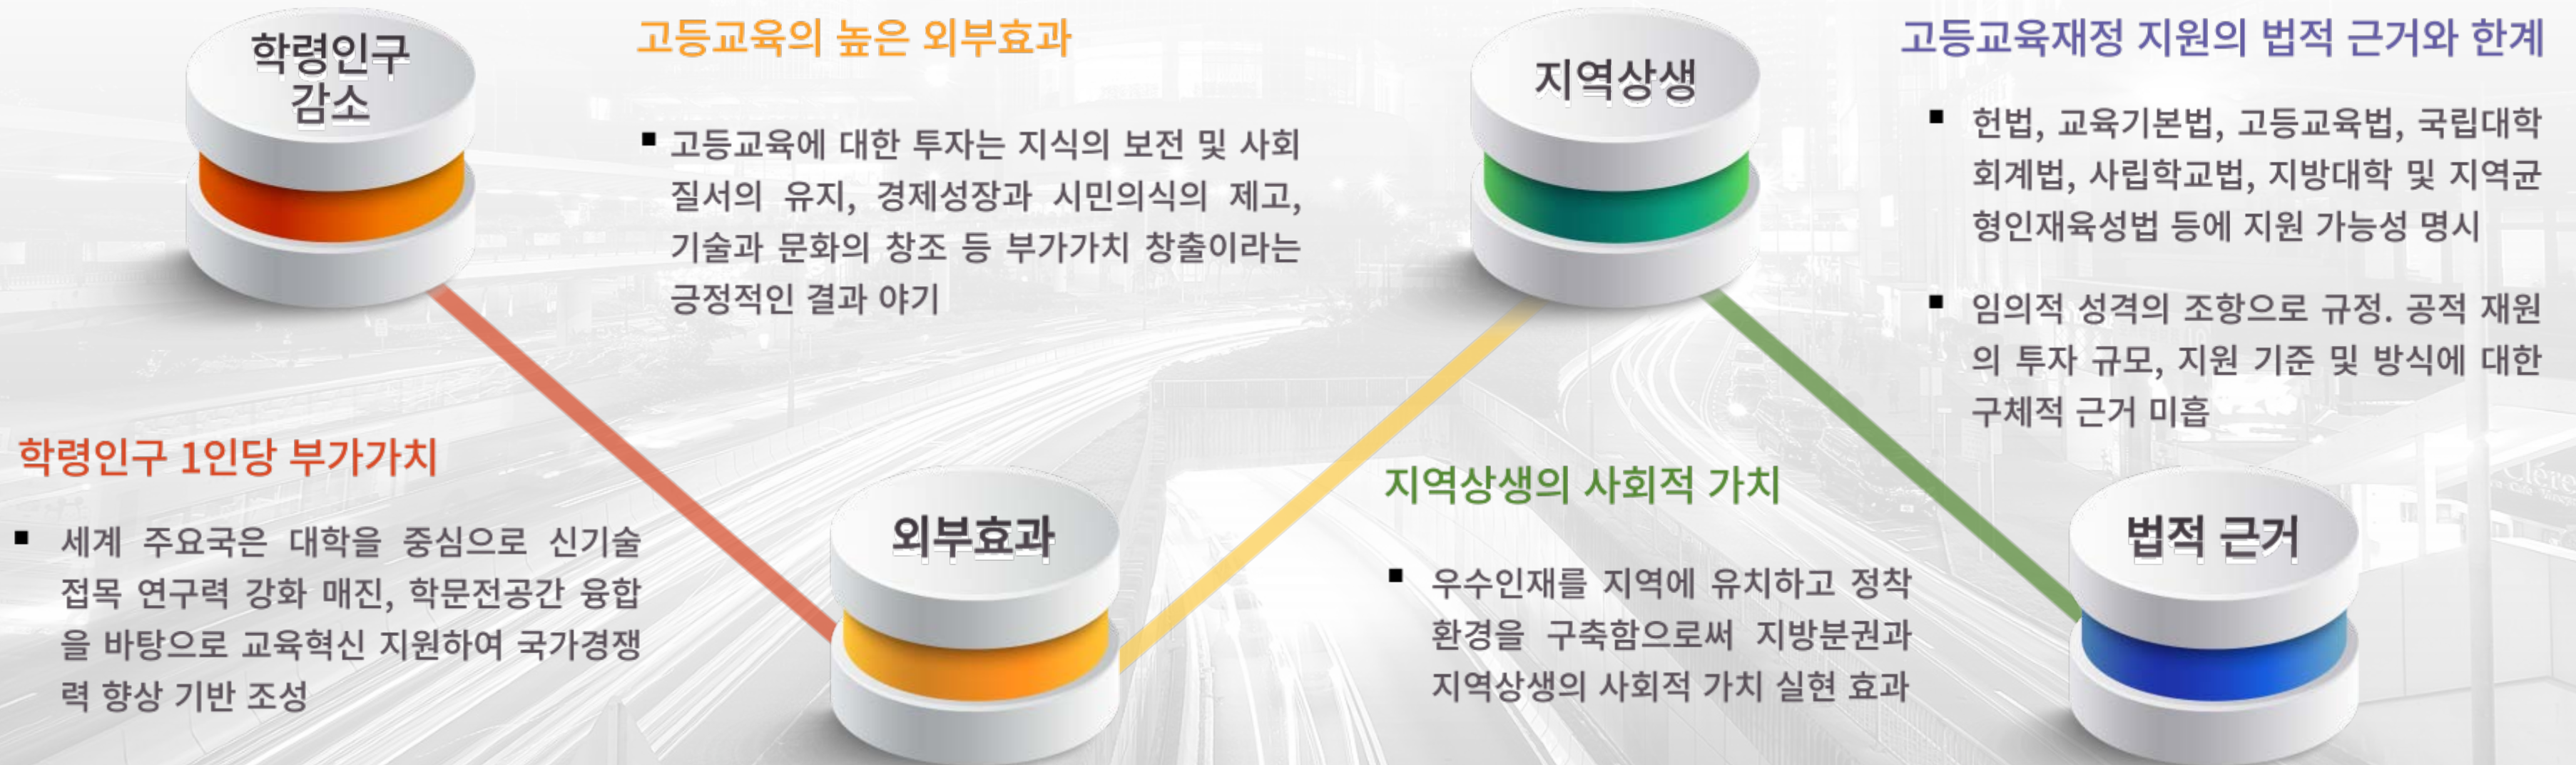 학령인구
감소
학령인구 1인당 부가가치
■ 세계 주요국은 대학을 중심으로 신기술
접목 연구력 강화 매진, 학문전공간 융합
을 바탕으로 교육혁신 지원하여 국가경쟁
력 향상 기반 조성
고등교육의 높은 외부효과
■ 고등교육에 대한 투자는 지식의 보전 및 사회
질서의 유지, 경제성장과 시민의식의 제고,
기술과 문화의 창조 등 부가가치 창출이라는
긍정적인 결과 야기
외부효과
지역상생
지역상생의 사회적 가치
■ 우수인재를 지역에 유치하고 정착
환경을 구축함으로써 지방분권과
지역상생의 사회적 가치 실현 효과
고등교육재정 지원의 법적 근거와 한계
■ 헌법, 교육기본법, 고등교육법, 국립대학
회계법, 사립학교법, 지방대학 및 지역균
형인재육성법 등에 지원 가능성 명시
■ 임의적 성격의 조항으로 규정. 공적 재원
의 투자 규모, 지원 기준 및 방식에 대한
구체적 근거 미흡
법적 근거